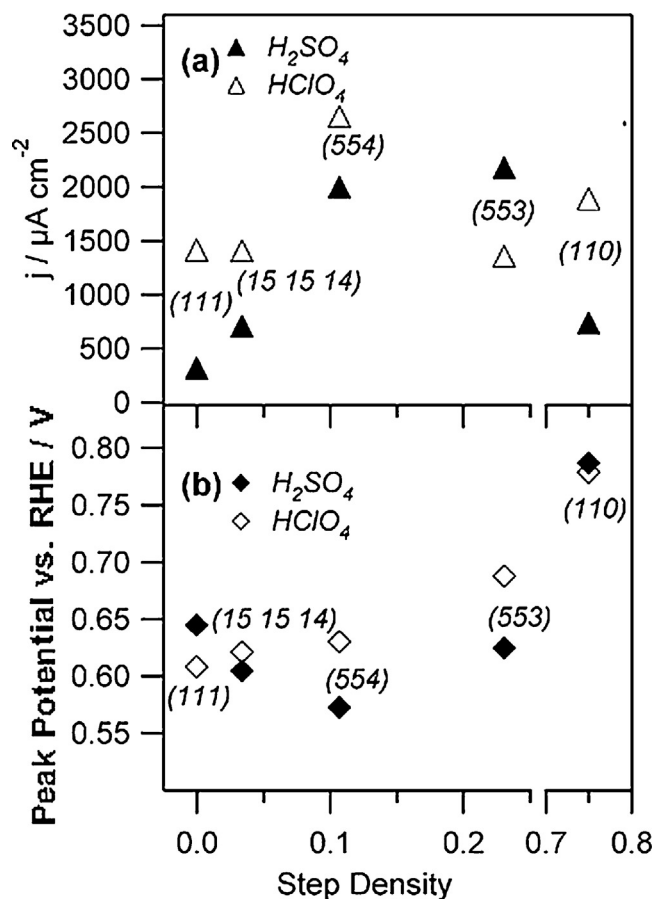 3500
3000
2500
2000
1500
1000
500
0
j / µA cm⁻²
(a)
▲ H₂SO₄
△ HClO₄
(554)
(553)
(110)
(111)
(15 15 14)
0.80
0.75
0.70
0.65
0.60
0.55
Peak Potential vs. RHE / V
(b)
◆ H₂SO₄
◇ HClO₄
(110)
(15 15 14)
(553)
(111)
(554)
0.0
0.1
0.2
0.7
0.8
Step Density